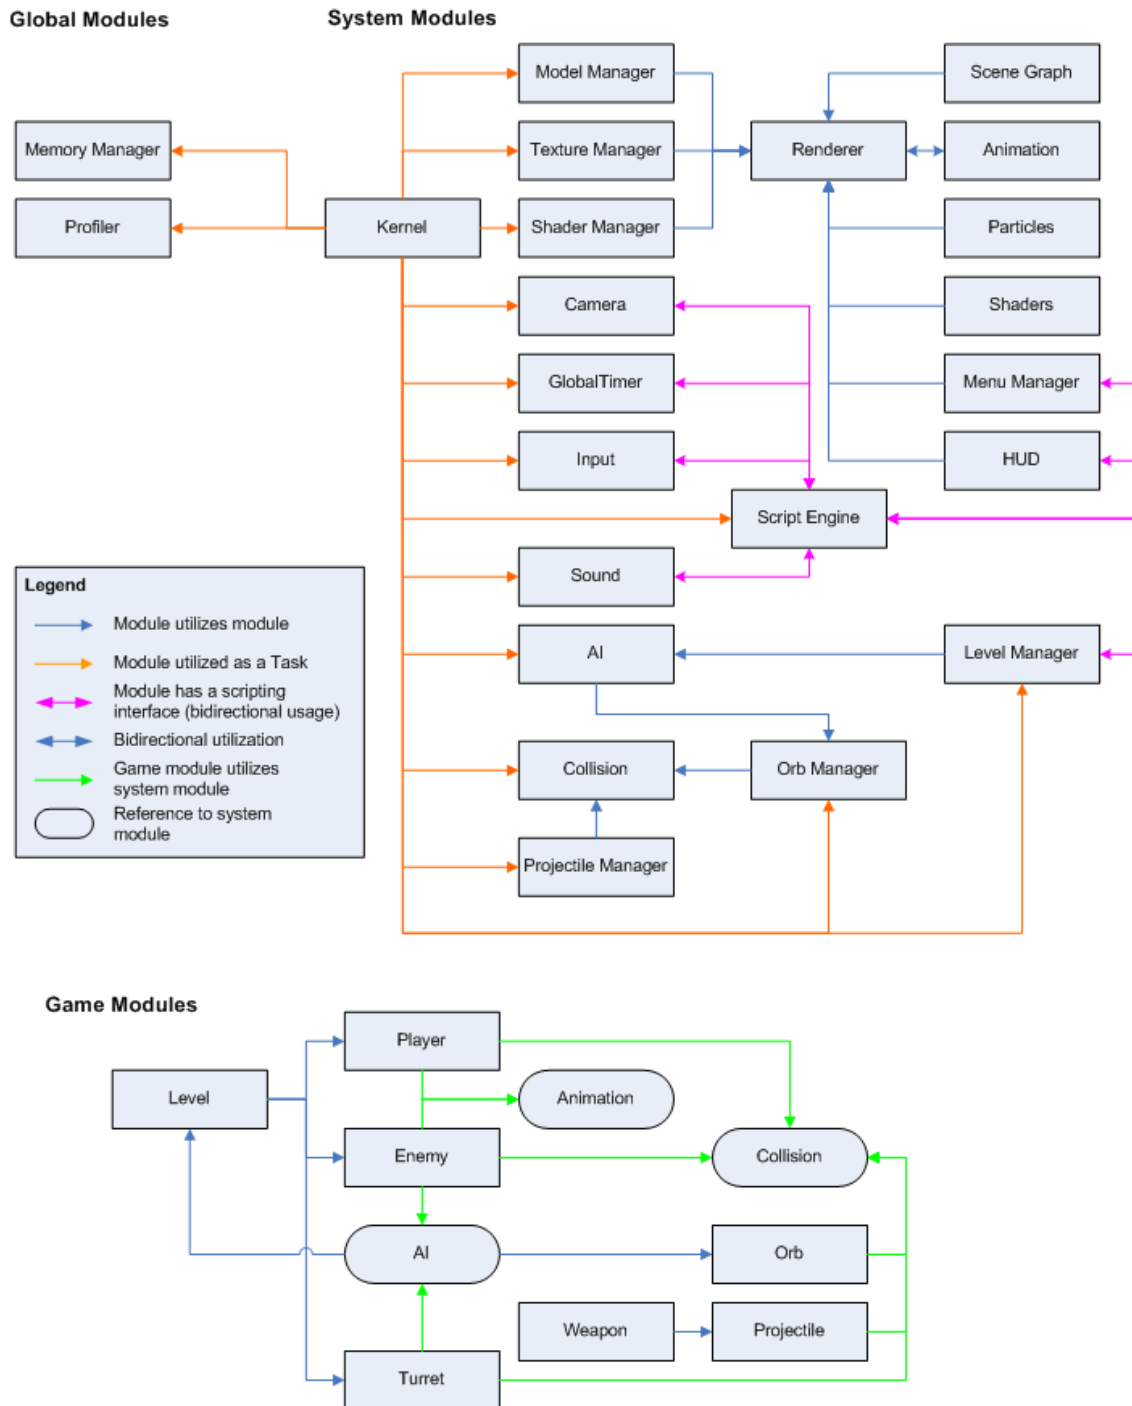 Global Modules
System Modules
Model Manager
Scene Graph
Memory Manager
Texture Manager
Renderer
Animation
Profiler
Kernel
Shader Manager
Particles
Camera
Shaders
GlobalTimer
Menu Manager
Input
HUD
Script Engine
Sound
Legend
Module utilizes module
Module utilized as a Task
Module has a scripting
interface (bidirectional usage)
Bidirectional utilization
Game module utilizes
system module
Reference to system
module
AI
Level Manager
Collision
Orb Manager
Projectile Manager
Game Modules
Player
Level
Animation
Enemy
Collision
AI
Orb
Weapon
Projectile
Turret